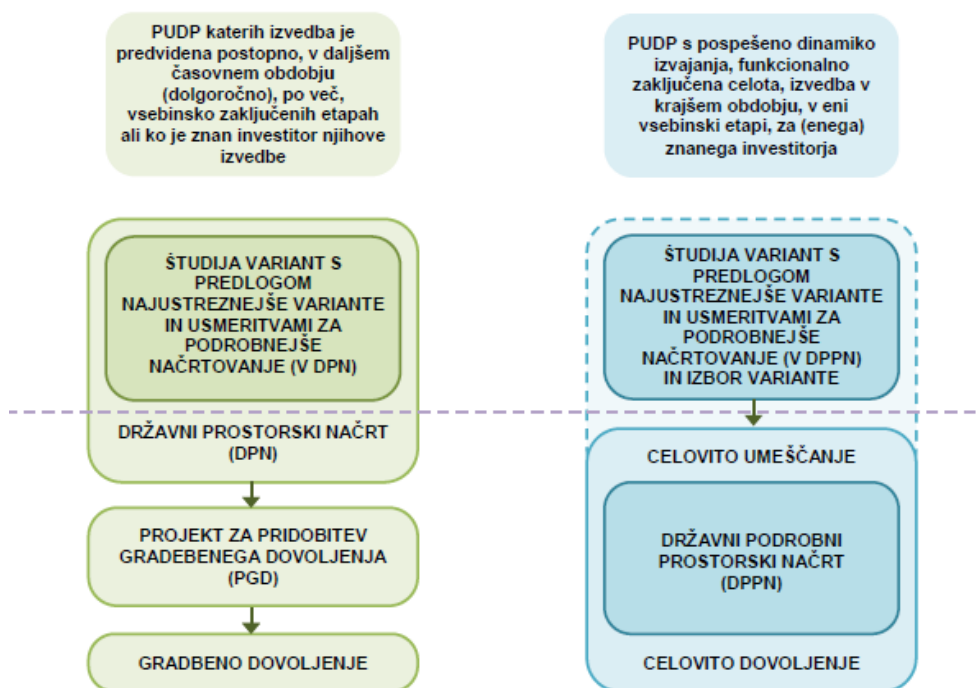 PUDP katerih izvedba je
predvidena postopno, v daljšem
časovnem obdobju
(dolgoročno), po več,
vsebinsko zaključenih etapah
ali ko je znan investitor njihove
izvedbe
ŠTUDIJA VARIANT S
PREDLOGOM
NAJUSTREZNEJŠE VARIANTE
IN USMERITVAMI ZA
PODROBNEJŠE
NAČRTOVANJE (V DPN)
DRŽAVNI PROSTORSKI NAČRT
(DPN)
PROJEKT ZA PRIDOBITEV
GRADEBENEGA DOVOLJENJA
(PGD)
GRADBENO DOVOLJENJE
PUDP s pospešeno dinamiko
izvajanja, funkcionalno
zaključena celota, izvedba v
krajšem obdobju, v eni
vsebinski etapi, za (enega)
znanega investitorja
ŠTUDIJA VARIANT S
PREDLOGOM
NAJUSTREZNEJŠE VARIANTE
IN USMERITVAMI ZA
PODROBNEJŠE
NAČRTOVANJE (V DPPN)
IN IZBOR VARIANTE
CELOVITO UMEŠČANJE
DRŽAVNI PODROBNI
PROSTORSKI NAČRT
(DPPN)
CELOVITO DOVOLJENJE